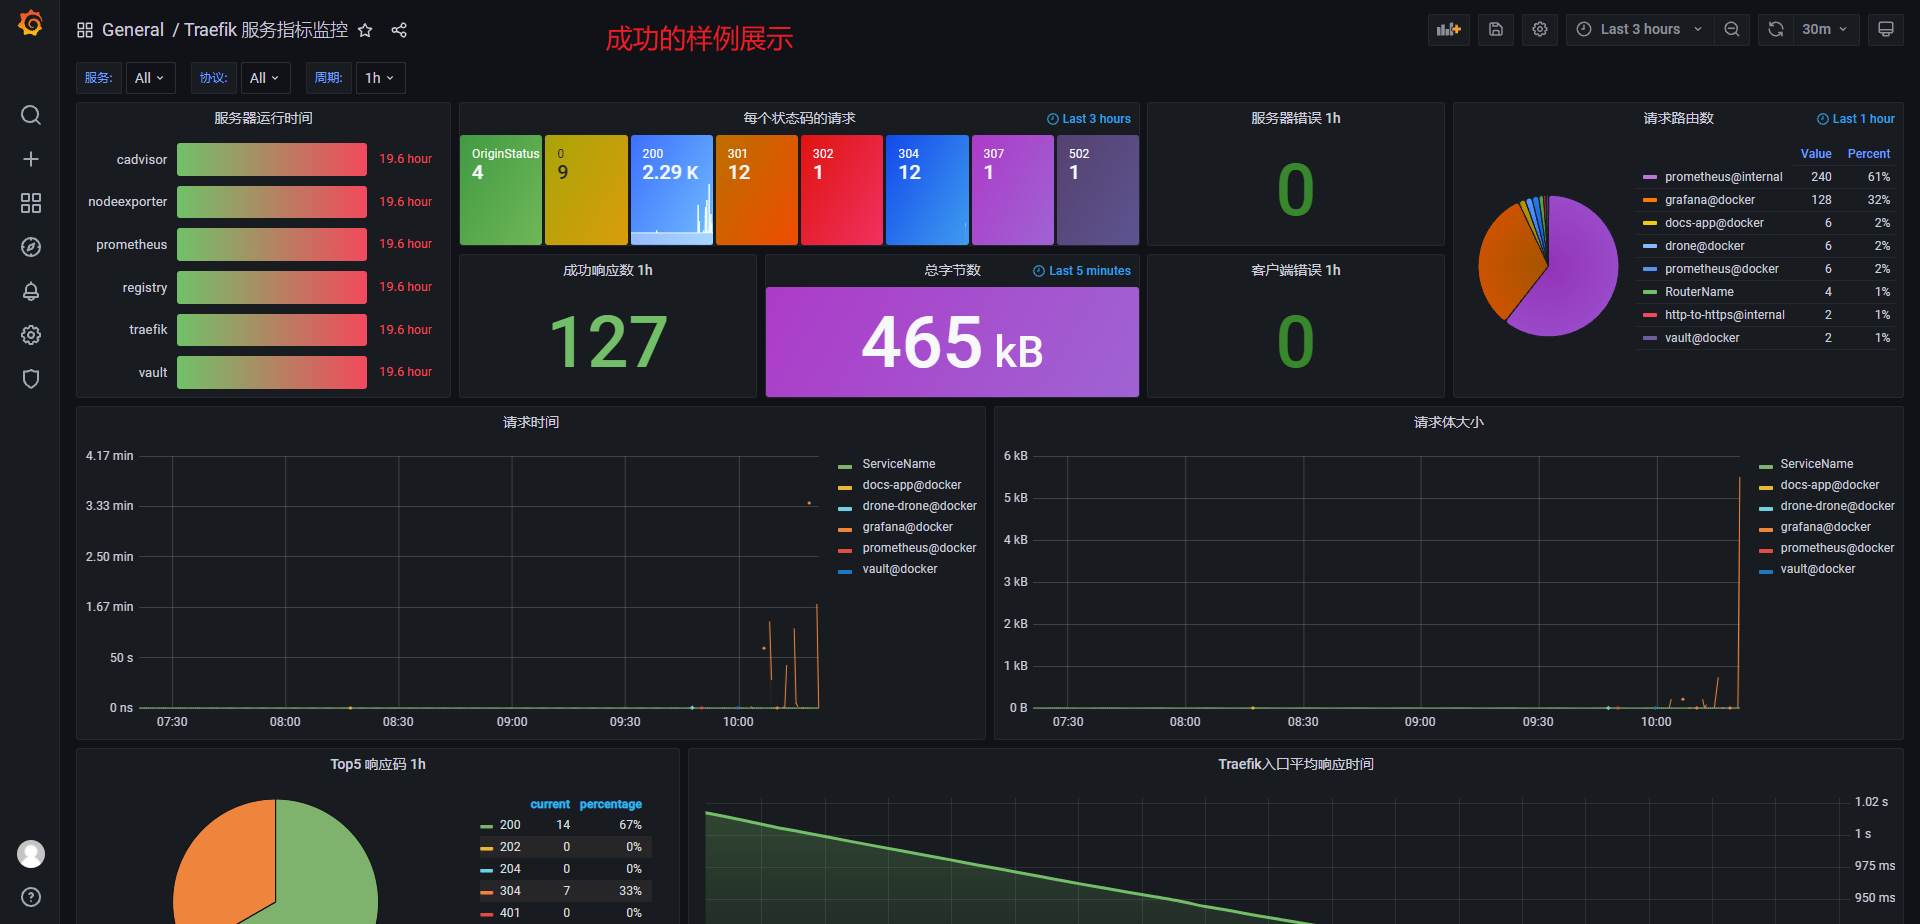 General / Traefik 服务指标监控
成功的样例展示
Last 3 hours
30m
服务: All
协议: All
周期: 1h
服务器运行时间
cadvisor 19.6 hour
nodeexporter 19.6 hour
prometheus 19.6 hour
registry 19.6 hour
traefik 19.6 hour
vault 19.6 hour
每个状态码的请求
Last 3 hours
OriginStatus 0 200 301 302 304 307 502
4 9 2.29 K 12 1 12 1 1
成功响应数 1h
127
总字节数
Last 5 minutes
465 kB
服务器错误 1h
0
客户端错误 1h
0
请求路由数
Last 1 hour
Value Percent
prometheus@internal 240 61%
grafana@docker 128 32%
docs-app@docker 6 2%
drone@docker 6 2%
prometheus@docker 6 2%
RouterName 4 1%
http-to-https@internal 2 1%
vault@docker 2 1%
请求时间
4.17 min
3.33 min
2.50 min
1.67 min
50 s
0 ns
07:30 08:00 08:30 09:00 09:30 10:00
ServiceName
docs-app@docker
drone-drone@docker
grafana@docker
prometheus@docker
vault@docker
请求体大小
6 kB
5 kB
4 kB
3 kB
2 kB
1 kB
0 B
07:30 08:00 08:30 09:00 09:30 10:00
ServiceName
docs-app@docker
drone-drone@docker
grafana@docker
prometheus@docker
vault@docker
Top5 响应码 1h
current percentage
200 14 67%
202 0 0%
204 0 0%
304 7 33%
401 0 0%
Traefik入口平均响应时间
1.02 s
1 s
975 ms
950 ms